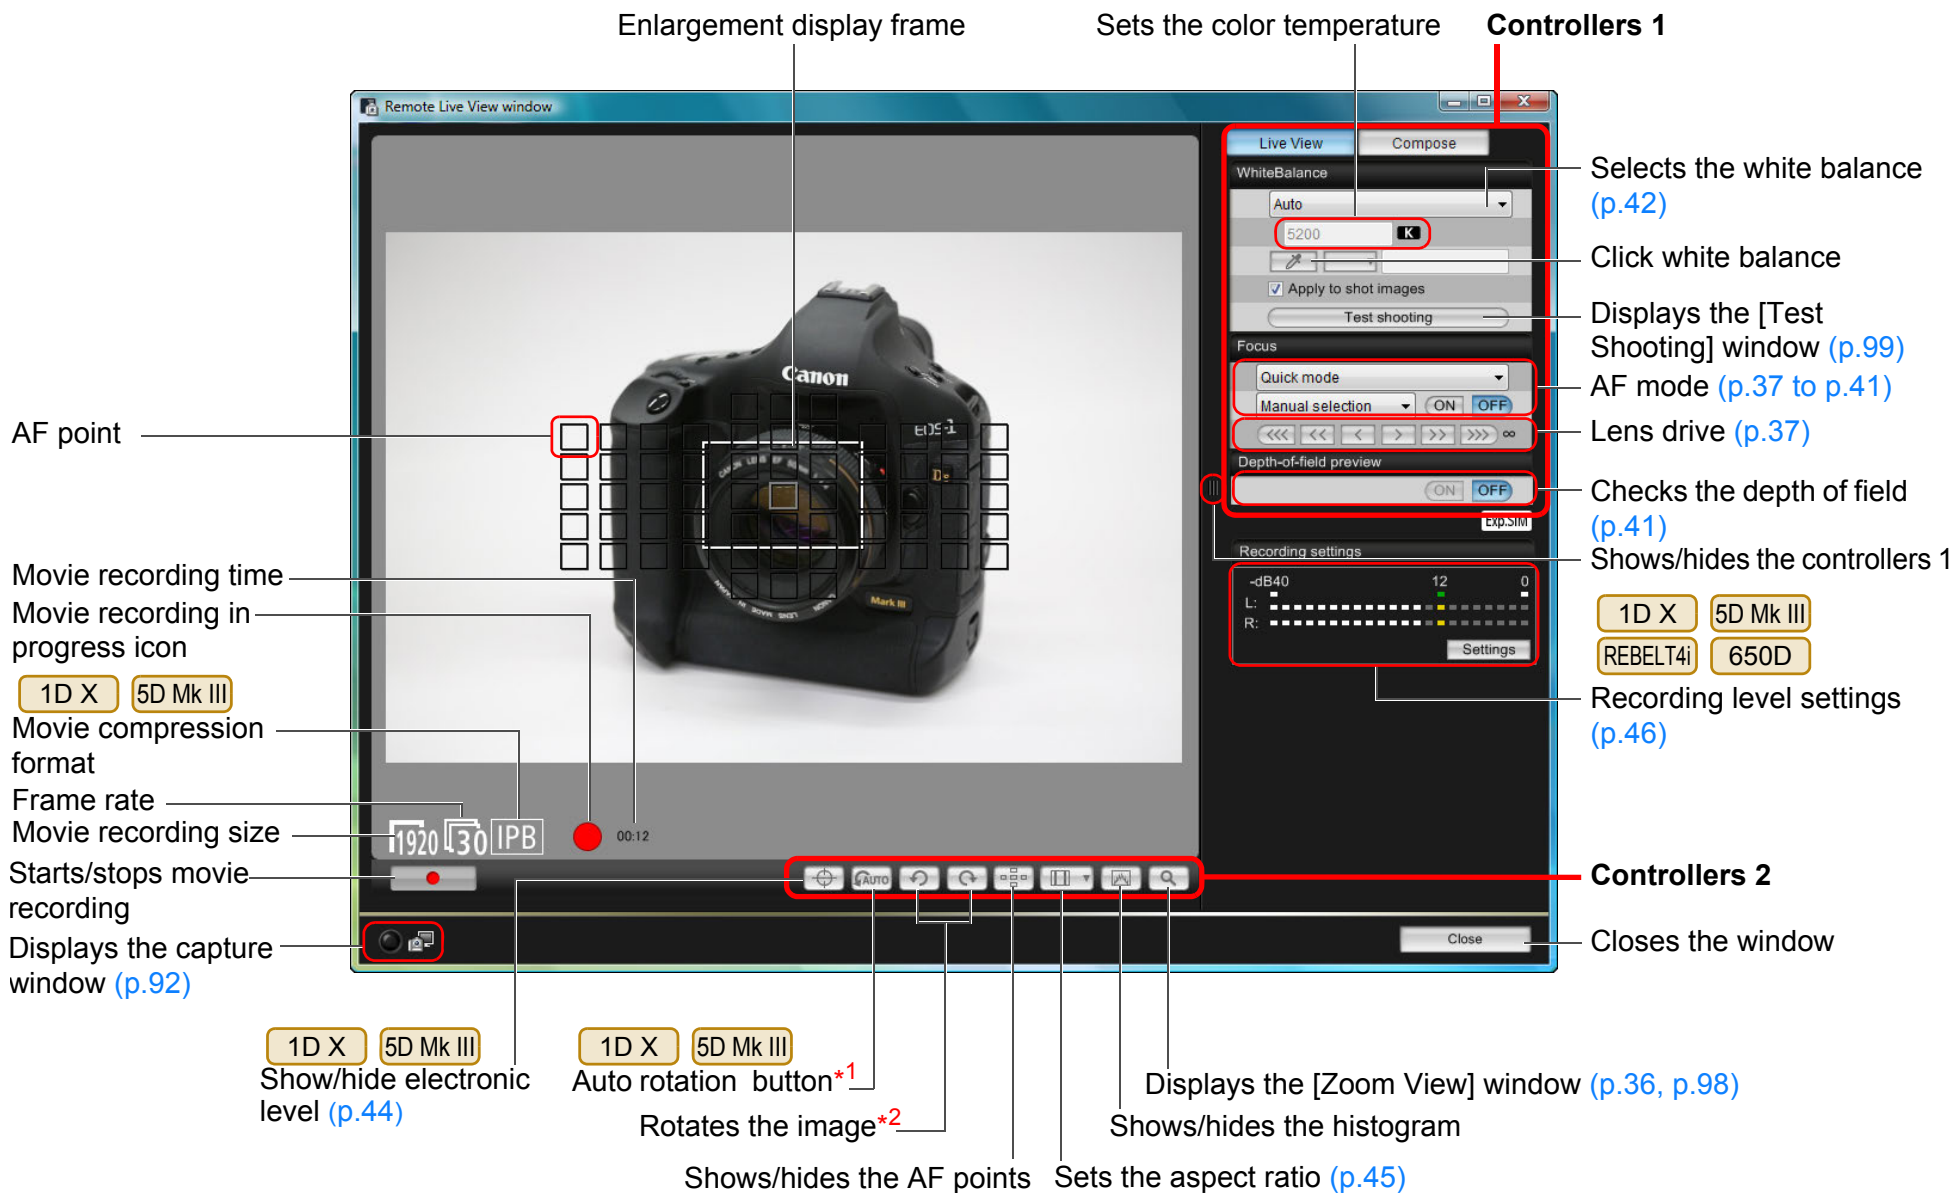 Enlargement display frame
Sets the color temperature
Controllers 1
Remote Live View window
Live View
Compose
WhiteBalance
Auto
5200
K
Apply to shot images
Test shooting
Focus
Quick mode
Manual selection
ON
OFF
<<<
<<
<
>
>>
>>>
∞
Depth-of-field preview
ON
OFF
Exp.SIM
Recording settings
-dB40
12
0
L:
R:
Settings
Selects the white balance
(p.42)
Click white balance
Displays the [Test
Shooting] window (p.99)
AF mode (p.37 to p.41)
Lens drive (p.37)
Checks the depth of field
(p.41)
Shows/hides the controllers 1
1D X
5D Mk III
REBELT4i
650D
Recording level settings
(p.46)
Canon
EOS-1
Ds
Mark III
AF point
Movie recording time
Movie recording in
progress icon
1D X
5D Mk III
Movie compression
format
Frame rate
Movie recording size
Starts/stops movie
recording
Displays the capture
window (p.92)
1920
30
IPB
00:12
AUTO
Controllers 2
Close
Closes the window
1D X
5D Mk III
Show/hide electronic
level (p.44)
1D X
5D Mk III
Auto rotation button*1
Rotates the image*2
Shows/hides the AF points
Sets the aspect ratio (p.45)
Shows/hides the histogram
Displays the [Zoom View] window (p.36, p.98)